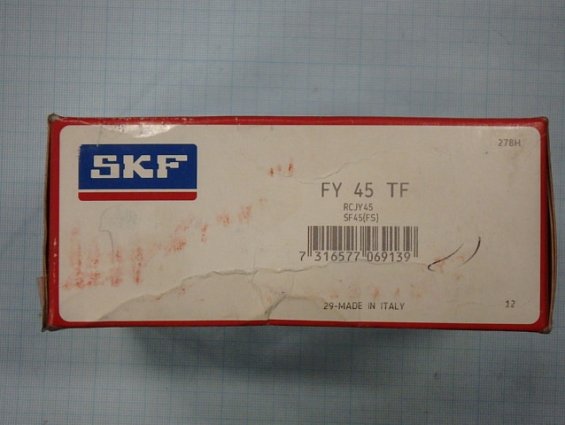 SKF
278H
FY 45 TF
RCJY45
SF45(FS)
7 316577 069139
29-MADE IN ITALY
12